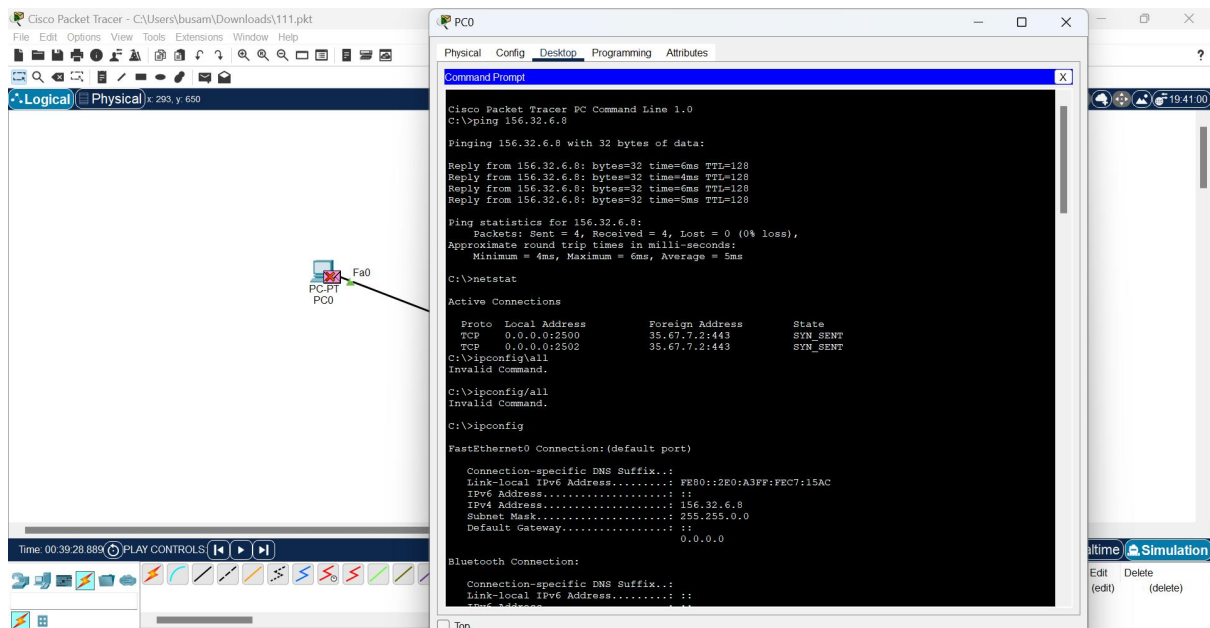 Cisco Packet Tracer - C:\Users\busam\Downloads\111.pkt
File Edit Options View Tools Extensions Window Help
?
Logical Physical x: 293, y: 650
19:41:00
Fa0
PC-PT
PC0
Time: 00:39:28.889 PLAY CONTROLS:
altime Simulation
Edit Delete
(edit) (delete)
PC0
Physical Config Desktop Programming Attributes
Command Prompt
X
Cisco Packet Tracer PC Command Line 1.0
C:\>ping 156.32.6.8
Pinging 156.32.6.8 with 32 bytes of data:
Reply from 156.32.6.8: bytes=32 time=6ms TTL=128
Reply from 156.32.6.8: bytes=32 time=4ms TTL=128
Reply from 156.32.6.8: bytes=32 time=6ms TTL=128
Reply from 156.32.6.8: bytes=32 time=5ms TTL=128
Ping statistics for 156.32.6.8:
Packets: Sent = 4, Received = 4, Lost = 0 (0% loss),
Approximate round trip times in milli-seconds:
Minimum = 4ms, Maximum = 6ms, Average = 5ms
C:\>netstat
Active Connections
Proto Local Address Foreign Address State
TCP 0.0.0.0:2500 35.67.7.2:443 SYN_SENT
TCP 0.0.0.0:2502 35.67.7.2:443 SYN_SENT
C:\>ipconfig\all
Invalid Command.
C:\>ipconfig/all
Invalid Command.
C:\>ipconfig
FastEthernet0 Connection:(default port)
Connection-specific DNS Suffix..:
Link-local IPv6 Address.........: FE80::2E0:A3FF:FEC7:15AC
IPv6 Address....................: ::
IPv4 Address....................: 156.32.6.8
Subnet Mask.....................: 255.255.0.0
Default Gateway.................: ::
0.0.0.0
Bluetooth Connection:
Connection-specific DNS Suffix..:
Link-local IPv6 Address.........: ::
IPv6 Address....................: ::
Top